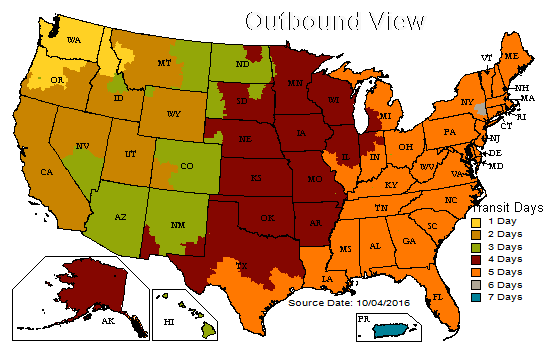 Outbound View
WA
OR
MT
ID
WY
NV
UT
CO
CA
AZ
NM
ND
SD
NE
KS
OK
TX
MN
IA
MO
AR
WI
IL
IN
MI
OH
KY
TN
MS
AL
GA
LA
FL
SC
NC
VA
WV
PA
NY
VT
ME
NH
MA
RI
CT
NJ
DE
MD
Transit Days
1 Day
2 Days
3 Days
4 Days
5 Days
6 Days
7 Days
Source Date: 10/04/2016
AK
HI
PR